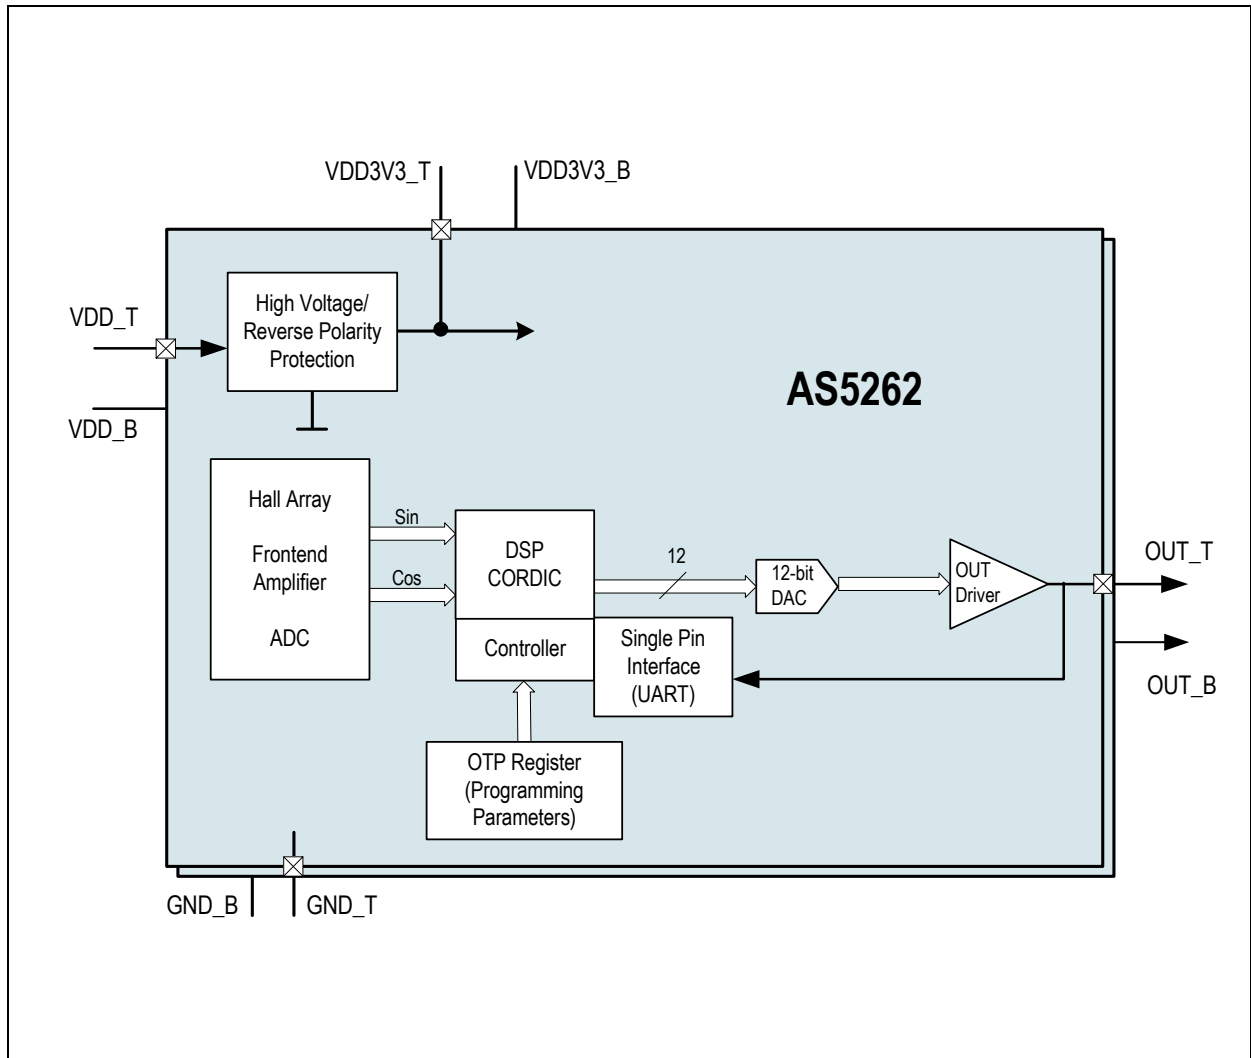 VDD3V3_T
VDD3V3_B
High Voltage/
Reverse Polarity
Protection
VDD_T
VDD_B
AS5262
Hall Array
Frontend
Amplifier
ADC
Sin
Cos
DSP
CORDIC
Controller
12
12-bit
DAC
OUT
Driver
OUT_T
OUT_B
Single Pin
Interface
(UART)
OTP Register
(Programming
Parameters)
GND_B
GND_T